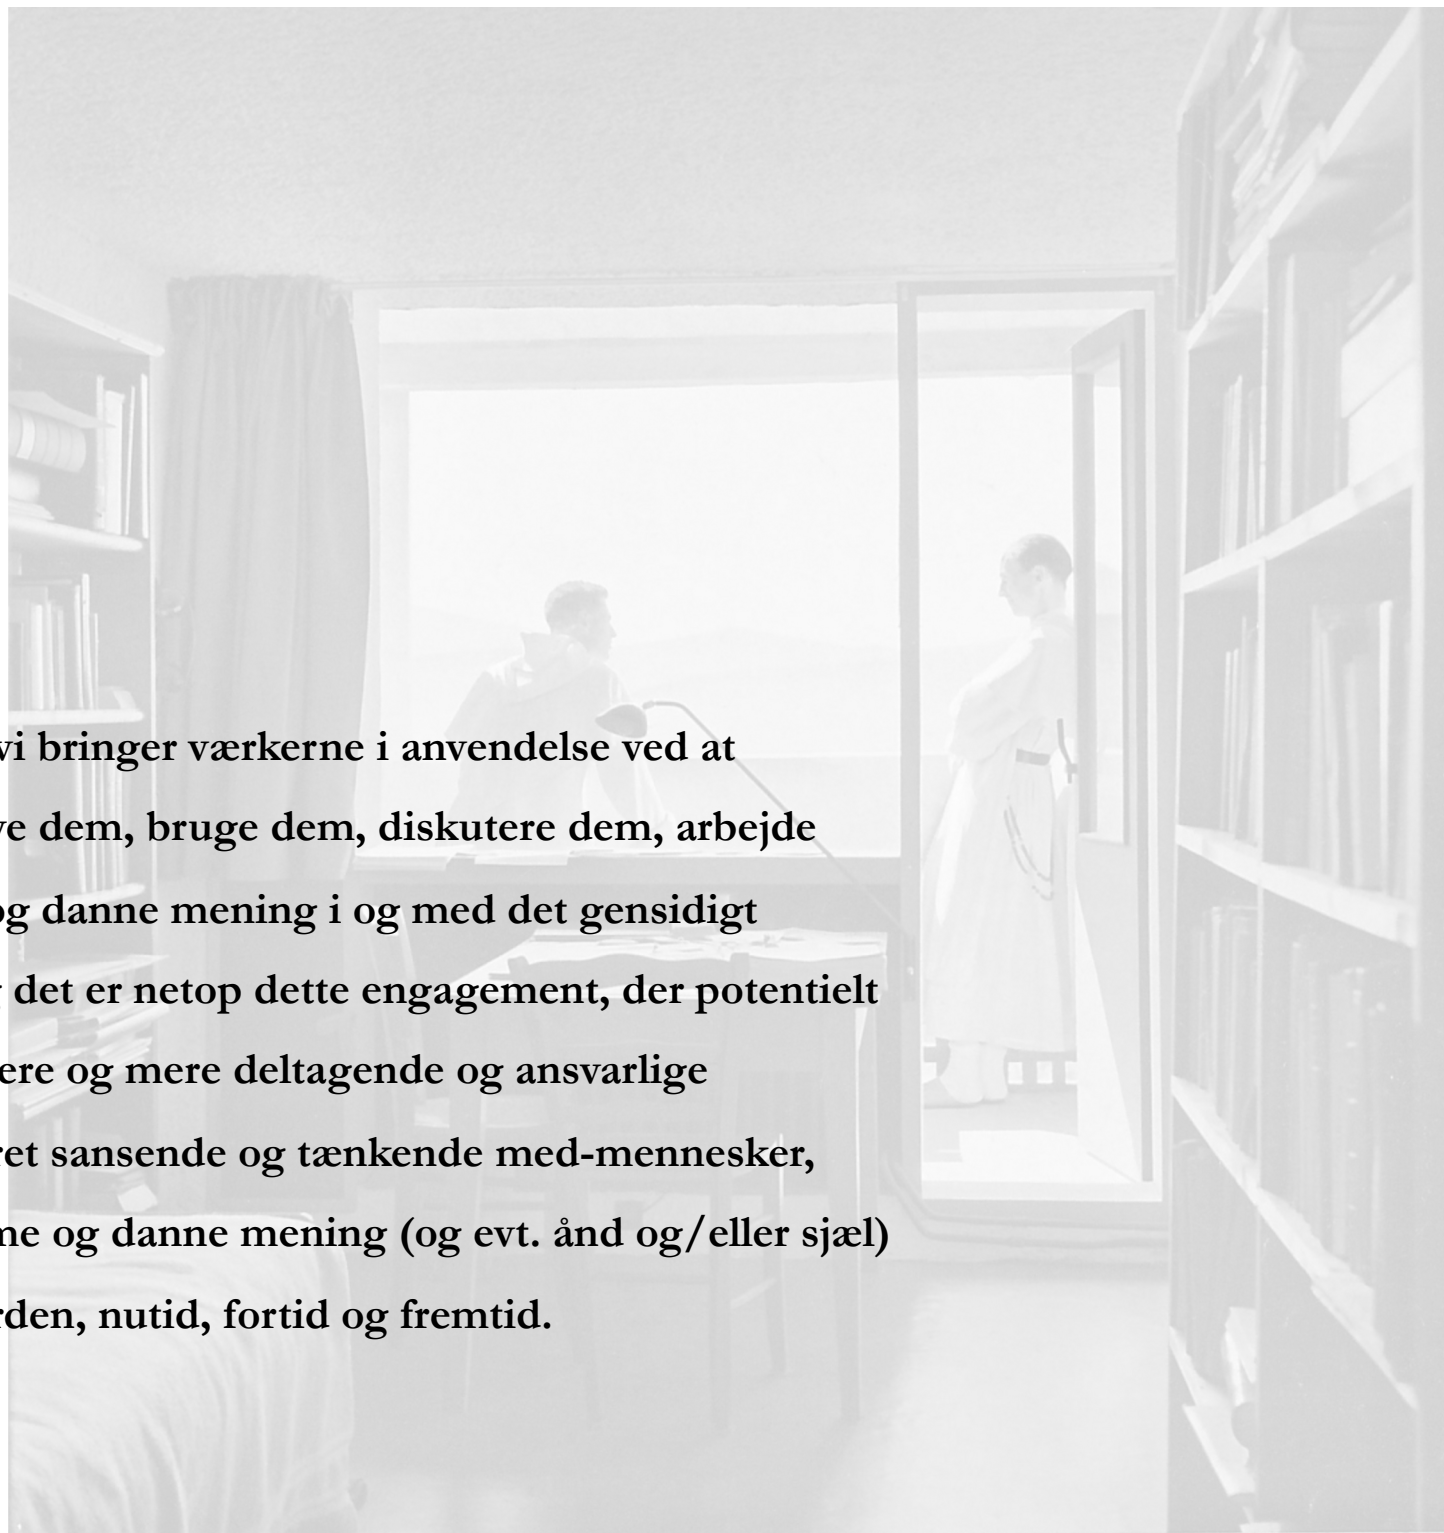 vi bringer værkerne i anvendelse ved at
ve dem, bruge dem, diskutere dem, arbejde
og danne mening i og med det gensidigt
det er netop dette engagement, der potentielt
ere og mere deltagende og ansvarlige
ret sansende og tænkende med-mennesker,
me og danne mening (og evt. ånd og/eller sjæl)
rden, nutid, fortid og fremtid.